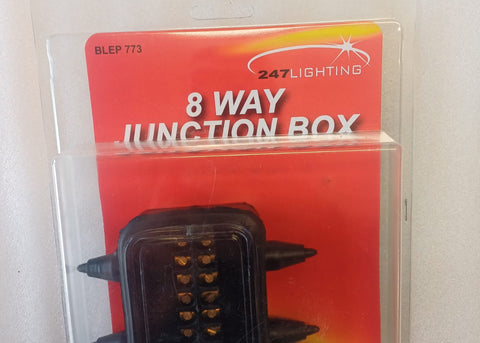 BLEP 773
247LIGHTING
8 WAY
JUNCTION BOX